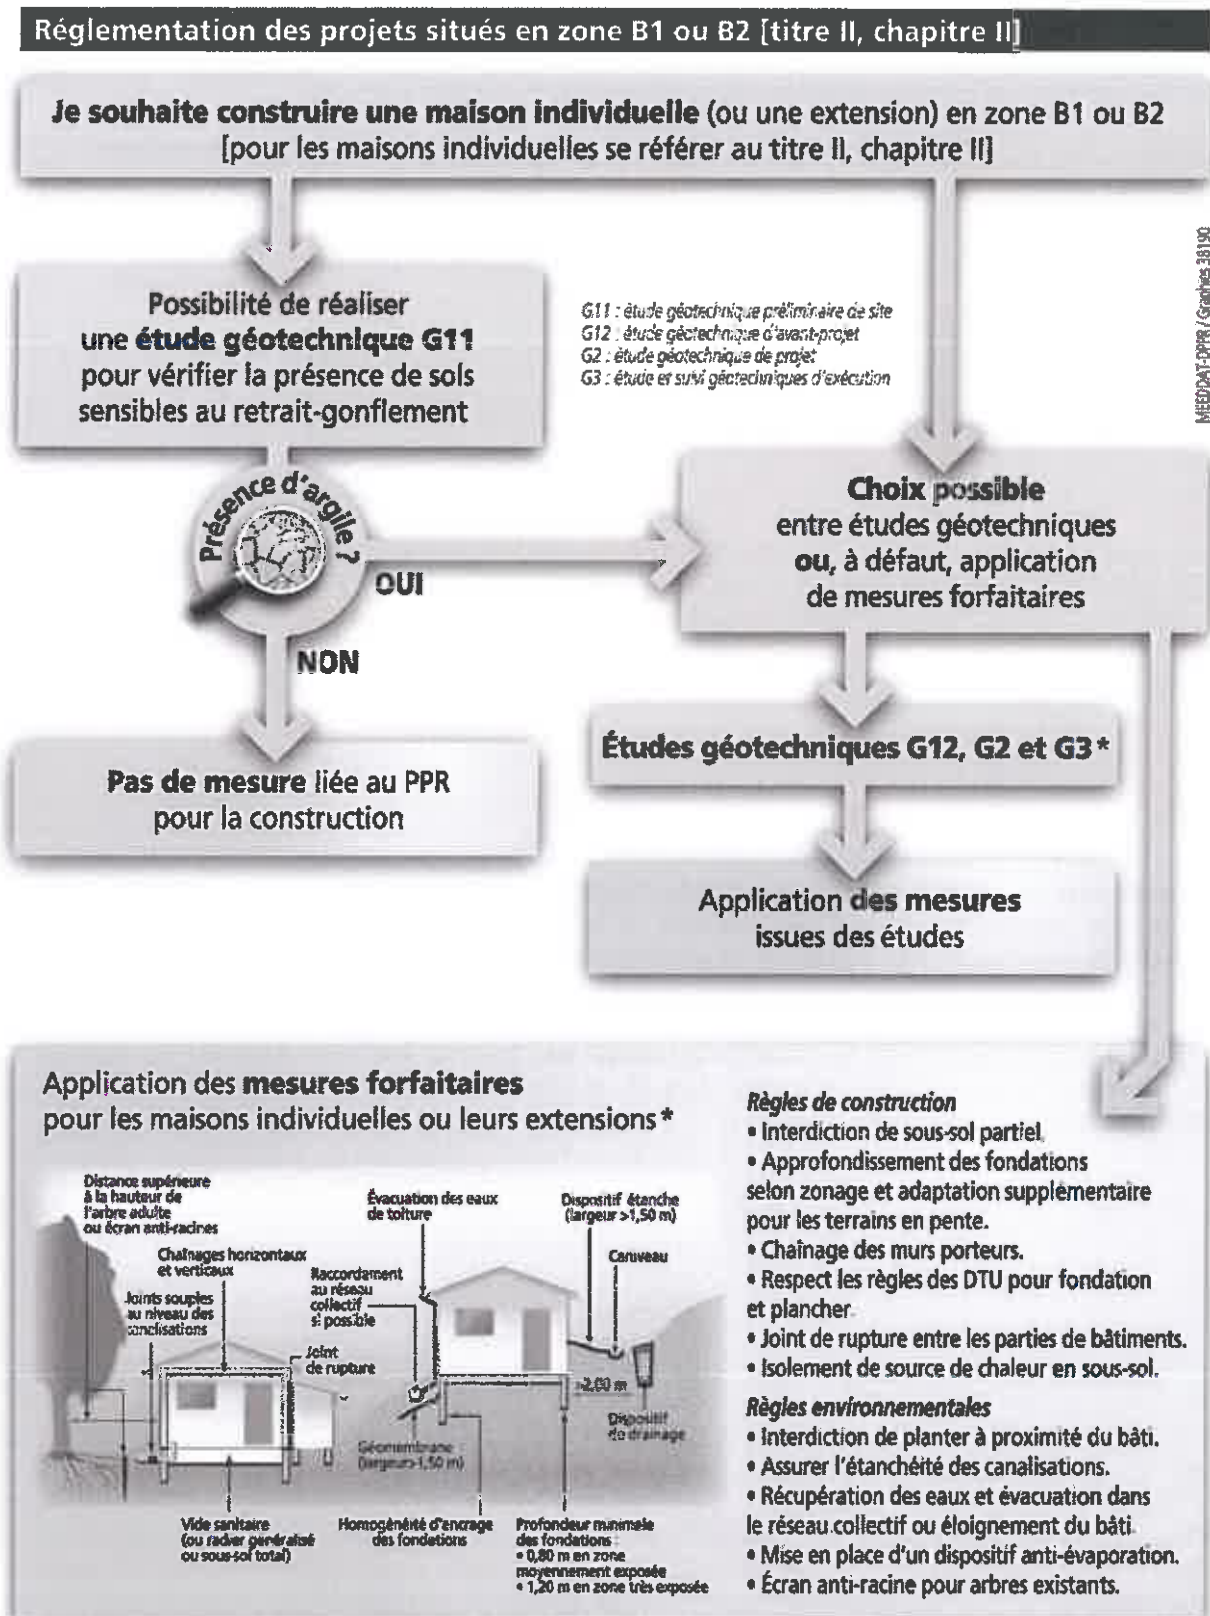 Réglementation des projets situés en zone B1 ou B2 [titre II, chapitre II]
Je souhaite construire une maison individuelle (ou une extension) en zone B1 ou B2
[pour les maisons individuelles se référer au titre II, chapitre II]
MEEDDAT-DPPR / Graphies 38190
Possibilité de réaliser
une étude géotechnique G11
pour vérifier la présence de sols
sensibles au retrait-gonflement
G11 : étude géotechnique préliminaire de site
G12 : étude géotechnique d'avant-projet
G2 : étude géotechnique de projet
G3 : étude et suivi géotechniques d'exécution
Présence d'argile ?
OUI
NON
Choix possible
entre études géotechniques
ou, à défaut, application
de mesures forfaitaires
Pas de mesure liée au PPR
pour la construction
Études géotechniques G12, G2 et G3*
Application des mesures
issues des études
Application des mesures forfaitaires
pour les maisons individuelles ou leurs extensions*
Distance supérieure
à la hauteur de
l'arbre adulte
ou écran anti-racines
Chaînages horizontaux
et verticaux
Joints souples
au niveau des
canalisations
Joint
de rupture
Évacuation des eaux
de toiture
Raccordement
au réseau
collectif
si possible
Dispositif étanche
(largeur >1,50 m)
Caniveau
>2,00 m
Dispositif
de drainage
Géomembrane
(largeur>1,50 m)
Vide sanitaire
(ou radier généralisé
ou sous-sol total)
Homogénéité d'encrage
des fondations
Profondeur minimale
des fondations :
• 0,80 m en zone
moyennement exposée
• 1,20 m en zone très exposée
Règles de construction
• Interdiction de sous-sol partiel.
• Approfondissement des fondations
selon zonage et adaptation supplémentaire
pour les terrains en pente.
• Chaînage des murs porteurs.
• Respect les règles des DTU pour fondation
et plancher.
• Joint de rupture entre les parties de bâtiments.
• Isolement de source de chaleur en sous-sol.
Règles environnementales
• Interdiction de planter à proximité du bâti.
• Assurer l'étanchéité des canalisations.
• Récupération des eaux et évacuation dans
le réseau collectif ou éloignement du bâti.
• Mise en place d'un dispositif anti-évaporation.
• Écran anti-racine pour arbres existants.